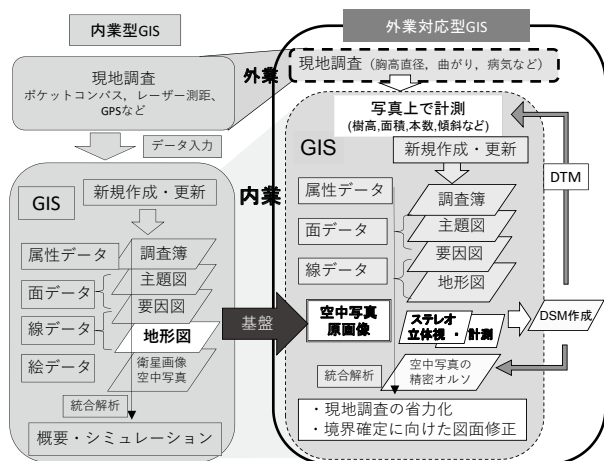 内業型GIS
現地調査
ポケットコンパス，レーザー測距、
GPSなど
データ入力
GIS
新規作成・更新
属性データ
調査簿
面データ
主題図
要因図
線データ
地形図
絵データ
衛星画像
空中写真
統合解析
概要・シミュレーション
外業
内業
基盤
外業対応型GIS
現地調査（胸高直径，曲がり，病気など）
写真上で計測
(樹高,面積,本数,傾斜など)
GIS
新規作成・更新
属性データ
調査簿
面データ
主題図
要因図
線データ
地形図
空中写真
原画像
ステレオ
立体視・計測
DSM作成
DTM
統合解析
空中写真の
精密オルソ
・現地調査の省力化
・境界確定に向けた図面修正